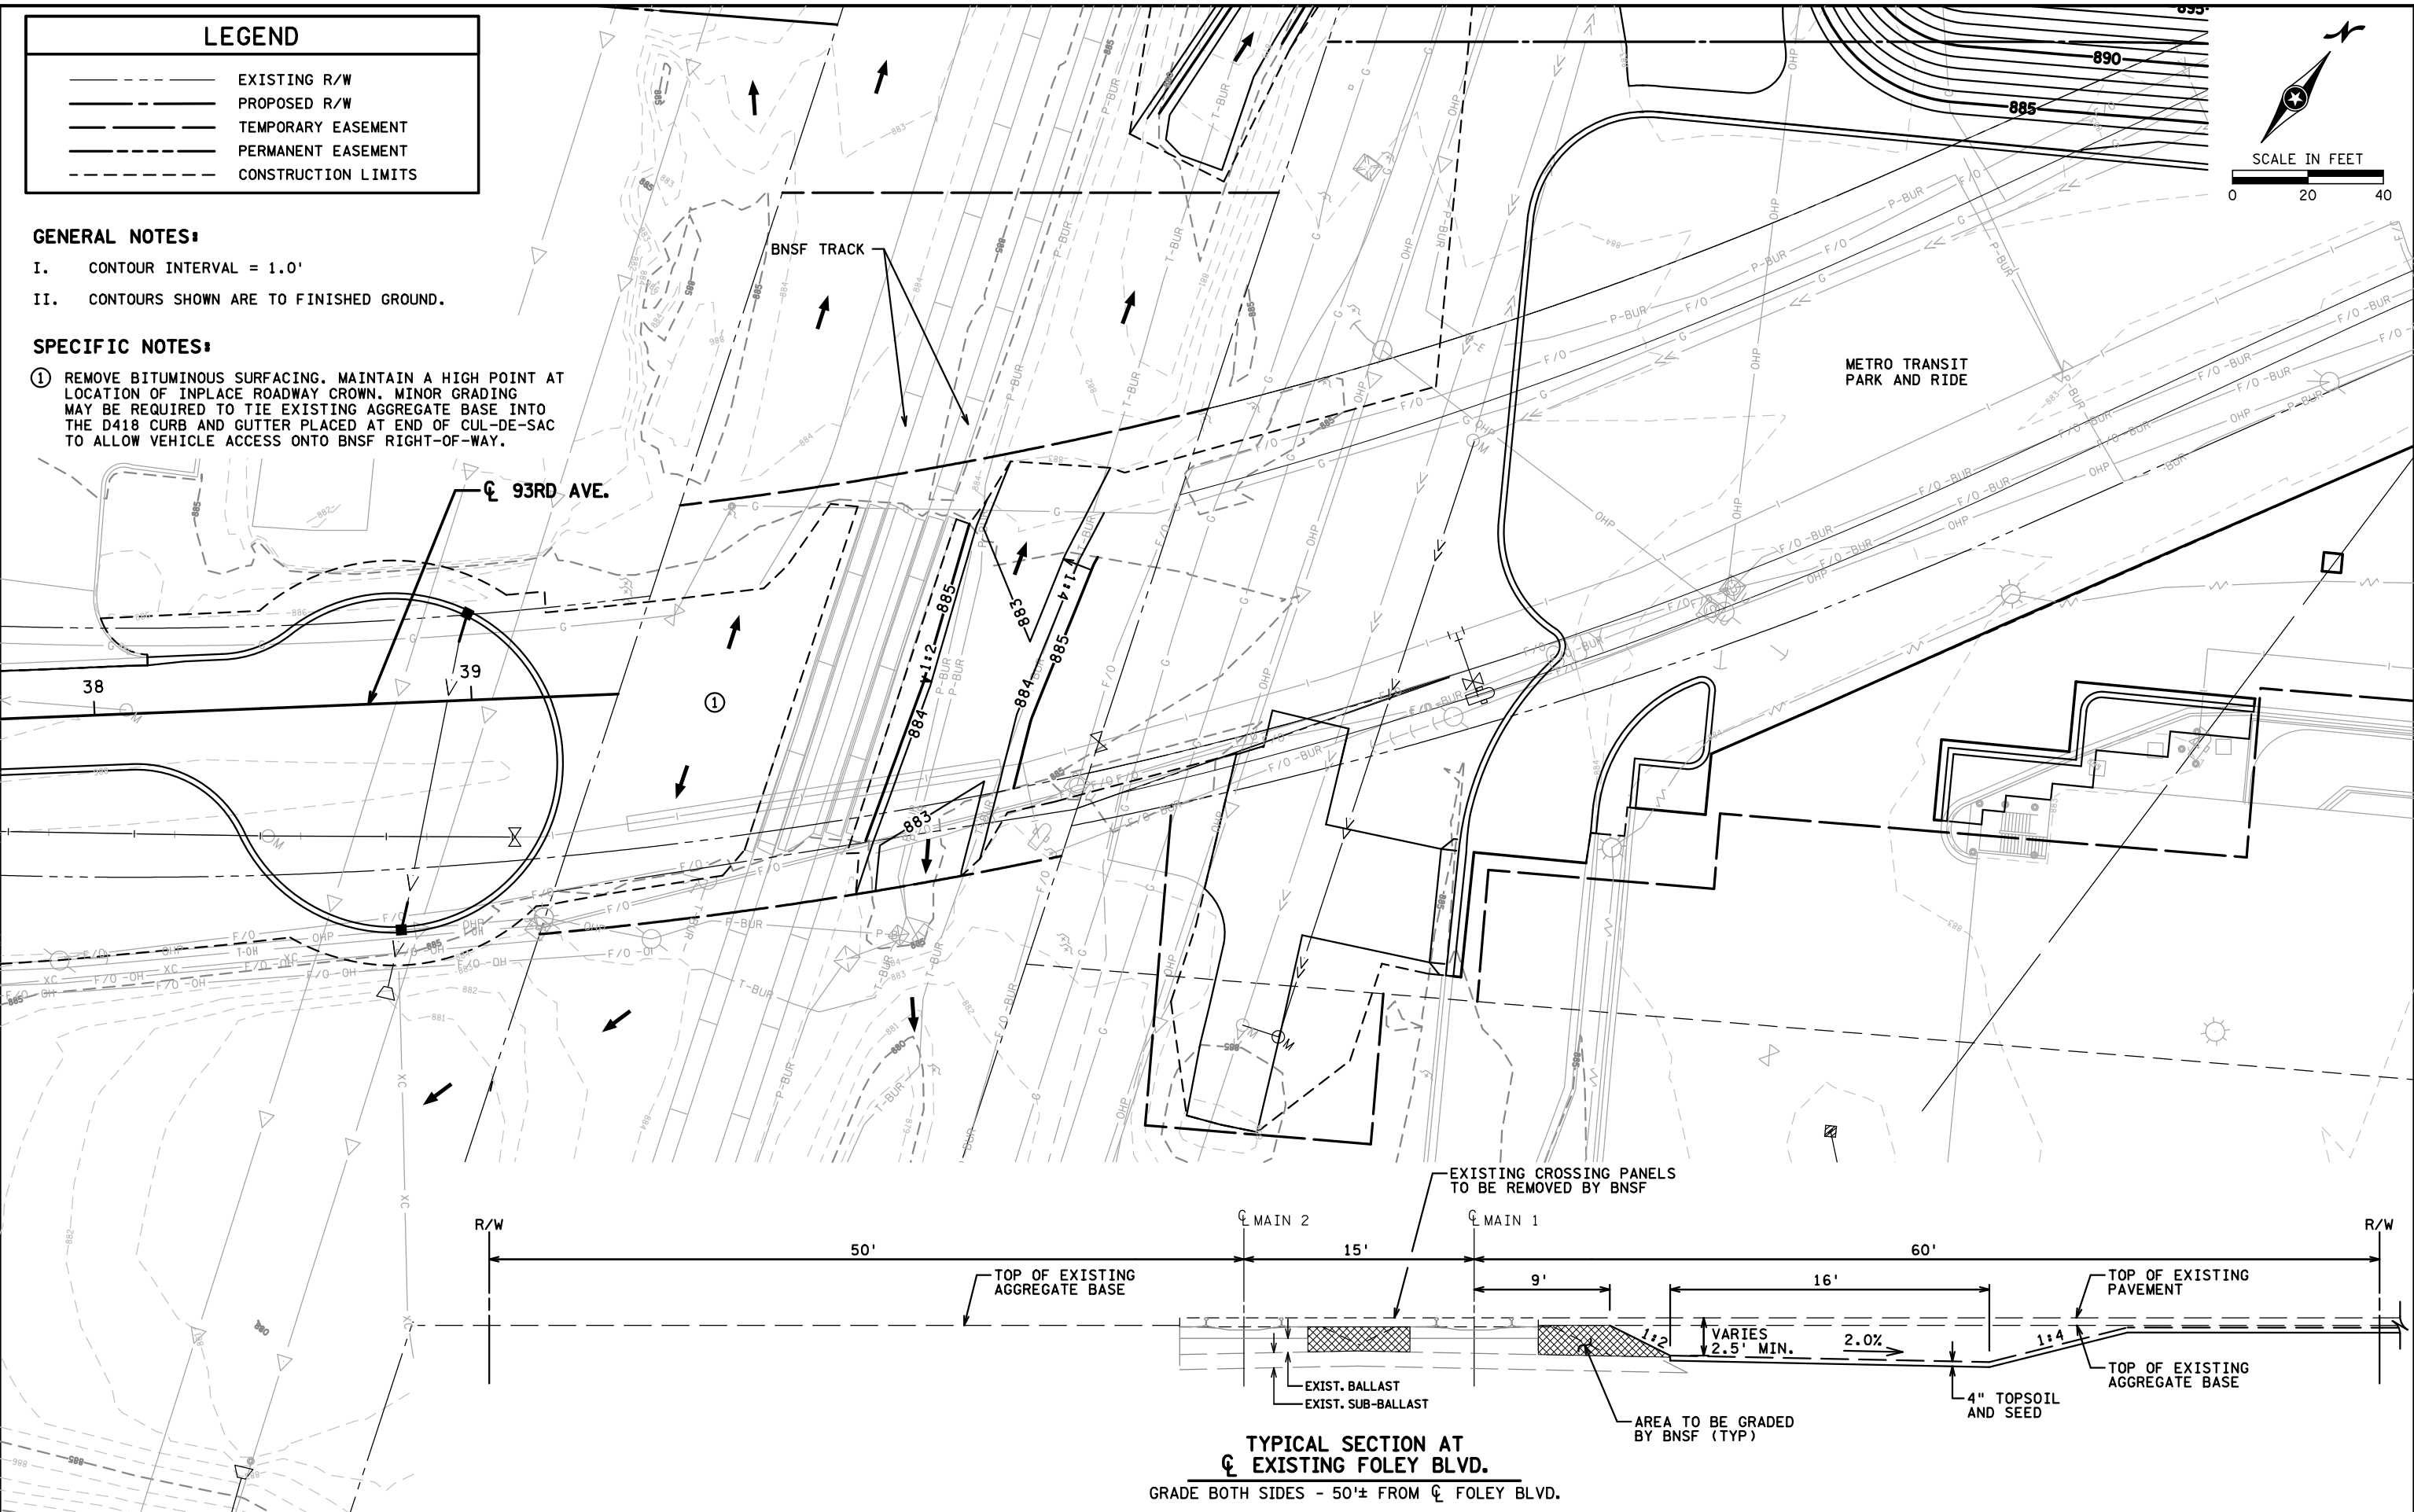 LEGEND
EXISTING R/W
PROPOSED R/W
TEMPORARY EASEMENT
PERMANENT EASEMENT
CONSTRUCTION LIMITS
GENERAL NOTES:
I. CONTOUR INTERVAL = 1.0'
II. CONTOURS SHOWN ARE TO FINISHED GROUND.
SPECIFIC NOTES:
1 REMOVE BITUMINOUS SURFACING. MAINTAIN A HIGH POINT AT
LOCATION OF INPLACE ROADWAY CROWN. MINOR GRADING
MAY BE REQUIRED TO TIE EXISTING AGGREGATE BASE INTO
THE D418 CURB AND GUTTER PLACED AT END OF CUL-DE-SAC
TO ALLOW VEHICLE ACCESS ONTO BNSF RIGHT-OF-WAY.
895
890
885
N
SCALE IN FEET
0 20 40
BNSF TRACK
METRO TRANSIT
PARK AND RIDE
℄ 93RD AVE.
38
39
1
1:2
885
884
883
1:4
885
884
883
P-BUR
T-BUR
F/O
G
OHP
F/O -BUR
F/O -OH
T-OH
XC
EXISTING CROSSING PANELS
TO BE REMOVED BY BNSF
R/W
℄ MAIN 2
℄ MAIN 1
R/W
50'
15'
60'
9'
16'
TOP OF EXISTING
AGGREGATE BASE
TOP OF EXISTING
PAVEMENT
1:2
VARIES
2.5' MIN.
2.0%
1:4
TOP OF EXISTING
AGGREGATE BASE
EXIST. BALLAST
EXIST. SUB-BALLAST
4" TOPSOIL
AND SEED
AREA TO BE GRADED
BY BNSF (TYP)
TYPICAL SECTION AT
℄ EXISTING FOLEY BLVD.
GRADE BOTH SIDES - 50'± FROM ℄ FOLEY BLVD.